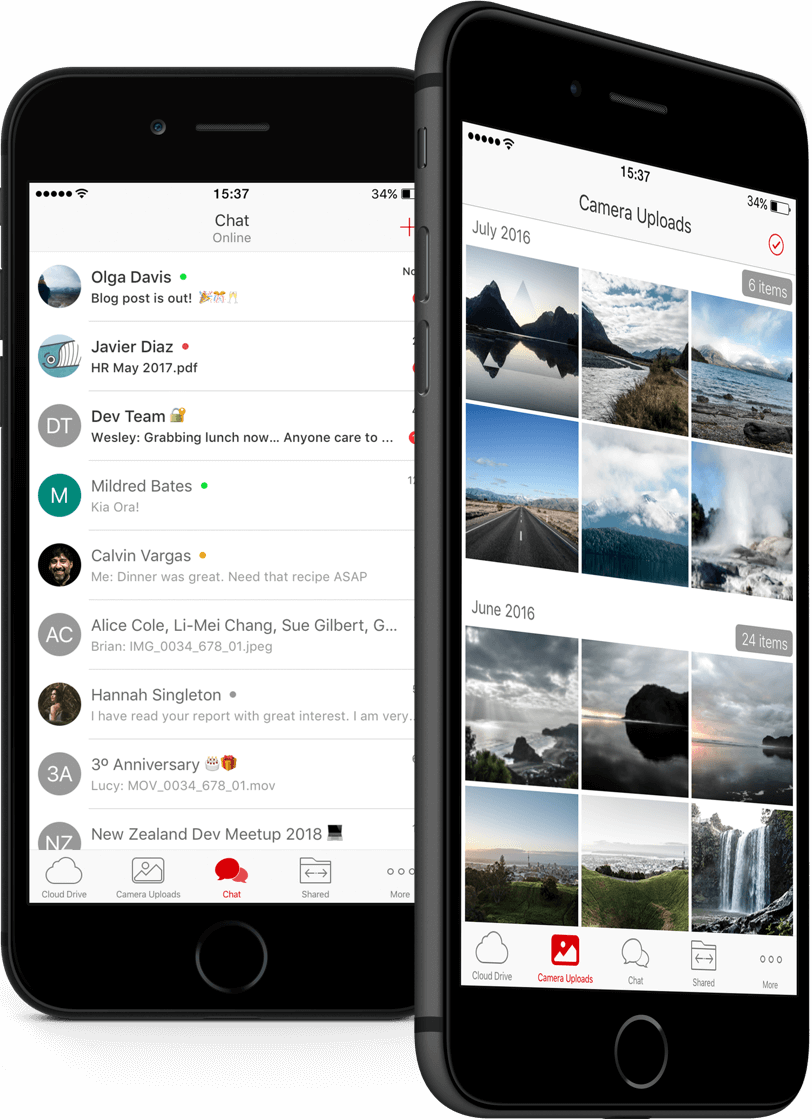 15:37
34%
Chat
Online
Olga Davis
Blog post is out! 🎉🎊🥂
Javier Diaz
HR May 2017.pdf
DT
Dev Team 🔐
Wesley: Grabbing lunch now... Anyone care to ...
M
Mildred Bates
Kia Ora!
Calvin Vargas
Me: Dinner was great. Need that recipe ASAP
AC
Alice Cole, Li-Mei Chang, Sue Gilbert, G...
Brian: IMG_0034_678_01.jpeg
Hannah Singleton
I have read your report with great interest. I am very...
3A
3º Anniversary 🎂🎁
Lucy: MOV_0034_678_01.mov
NZ
New Zealand Dev Meetup 2018 💻
Cloud Drive
Camera Uploads
Chat
Shared
More
15:37
34%
Camera Uploads
July 2016
6 items
June 2016
24 items
Cloud Drive
Camera Uploads
Chat
Shared
More